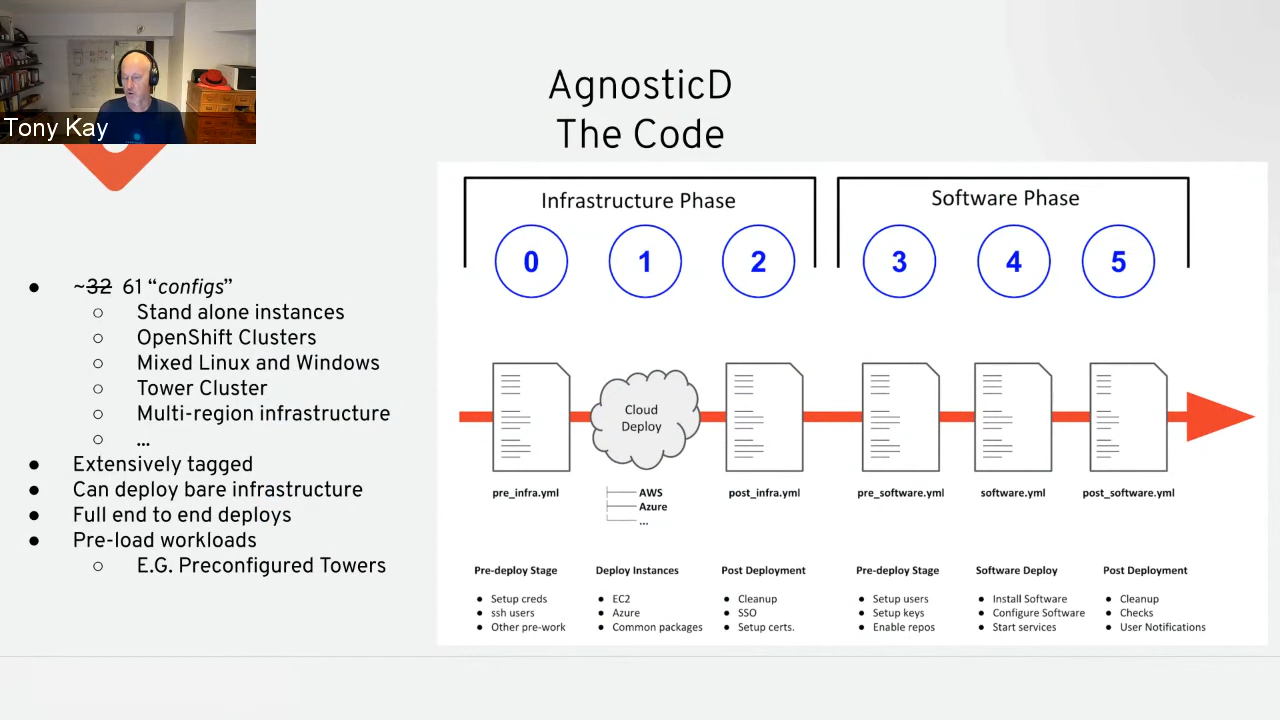 Tony Kay
AgnosticD
The Code
● ~32 61 “configs”
○ Stand alone instances
○ OpenShift Clusters
○ Mixed Linux and Windows
○ Tower Cluster
○ Multi-region infrastructure
○ ...
● Extensively tagged
● Can deploy bare infrastructure
● Full end to end deploys
● Pre-load workloads
○ E.G. Preconfigured Towers
Infrastructure Phase
0 1 2
Software Phase
3 4 5
Cloud
Deploy
pre_infra.yml
AWS
Azure
...
post_infra.yml
pre_software.yml
software.yml
post_software.yml
Pre-deploy Stage
● Setup creds
● ssh users
● Other pre-work
Deploy Instances
● EC2
● Azure
● Common packages
Post Deployment
● Cleanup
● SSO
● Setup certs.
Pre-deploy Stage
● Setup users
● Setup keys
● Enable repos
Software Deploy
● Install Software
● Configure Software
● Start services
Post Deployment
● Cleanup
● Checks
● User Notifications